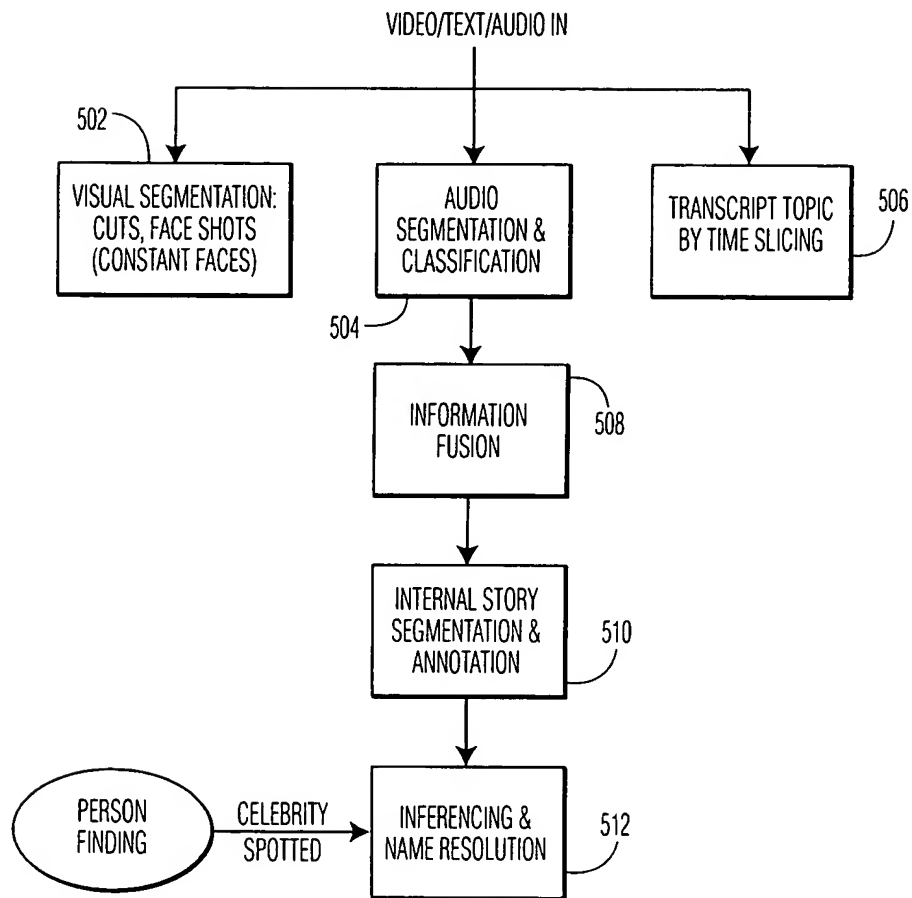 VIDEO/TEXT/AUDIO IN
502
VISUAL SEGMENTATION:
CUTS, FACE SHOTS
(CONSTANT FACES)
AUDIO
SEGMENTATION &
CLASSIFICATION
504
TRANSCRIPT TOPIC
BY TIME SLICING
506
INFORMATION
FUSION
508
INTERNAL STORY
SEGMENTATION &
ANNOTATION
510
PERSON
FINDING
CELEBRITY
SPOTTED
INFERENCING &
NAME RESOLUTION
512